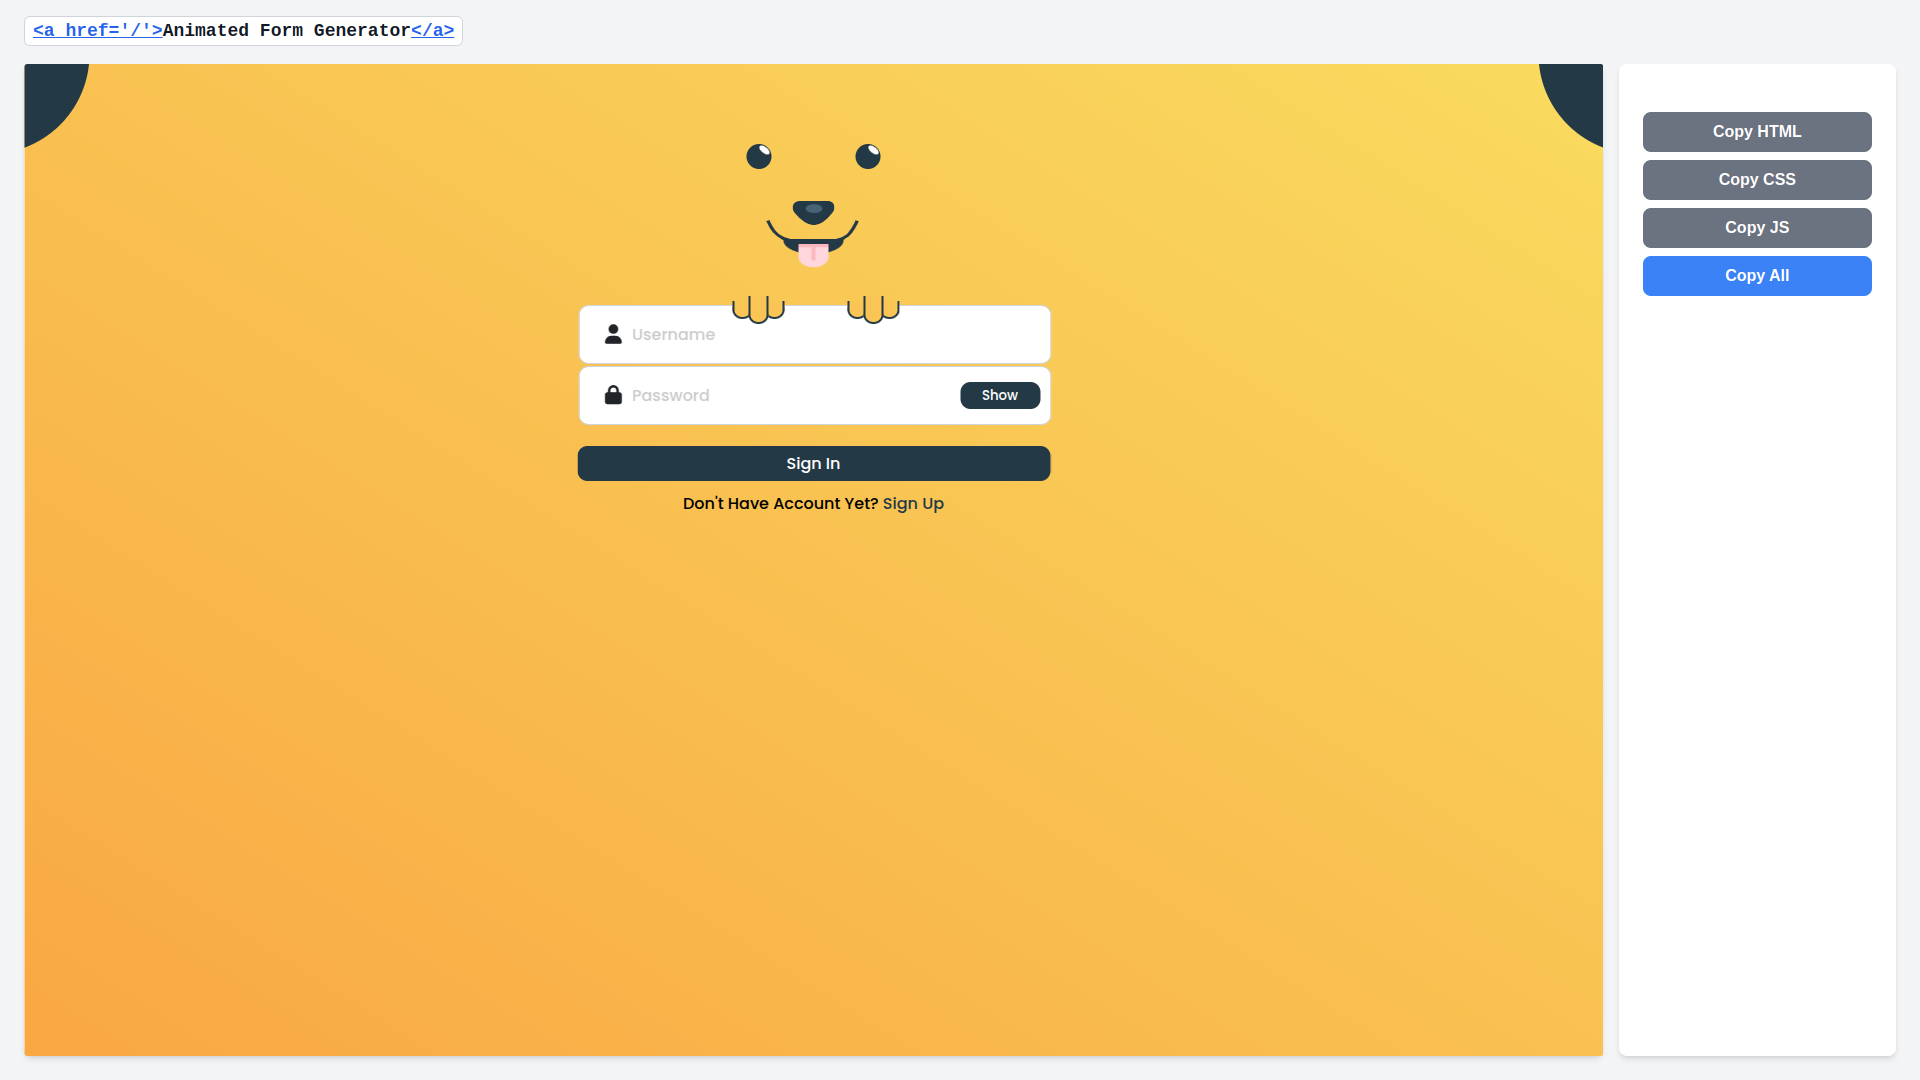 <a href='/'>Animated Form Generator</a>
Copy HTML
Copy CSS
Copy JS
Copy All
Username
Password
Show
Sign In
Don't Have Account Yet? Sign Up